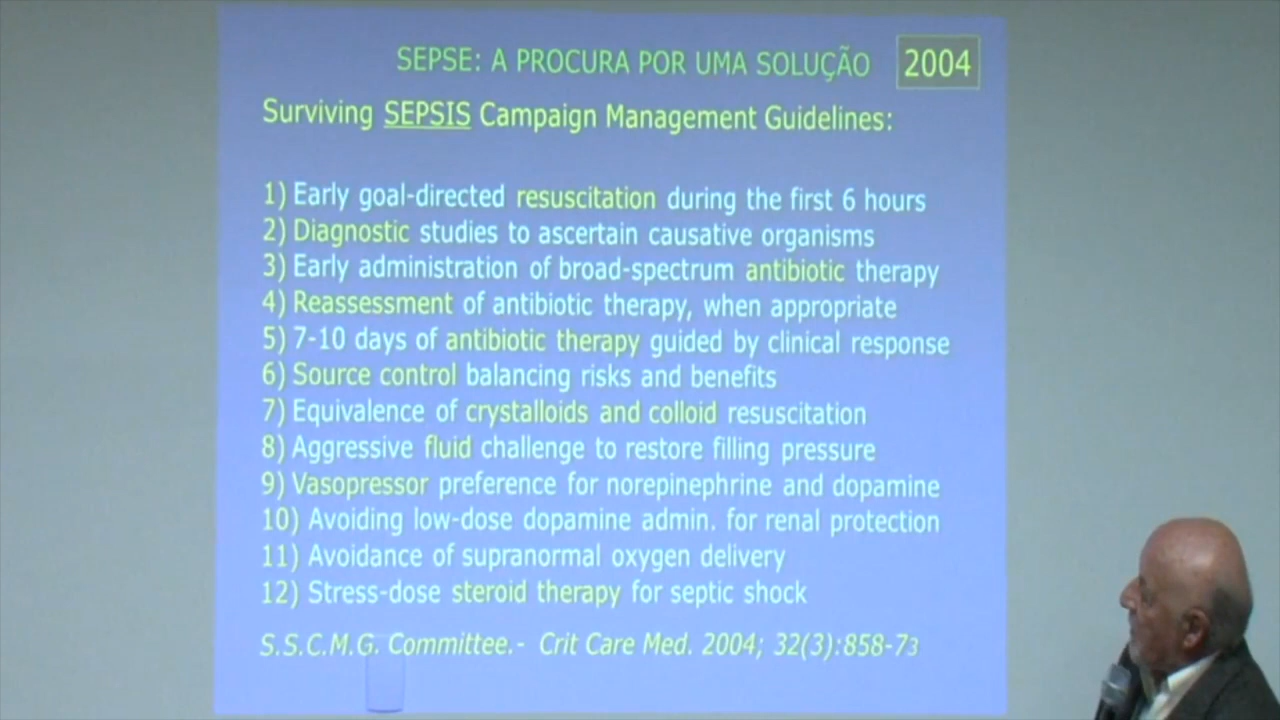 SEPSE: A PROCURA POR UMA SOLUÇÃO 2004
Surviving SEPSIS Campaign Management Guidelines:
1) Early goal-directed resuscitation during the first 6 hours
2) Diagnostic studies to ascertain causative organisms
3) Early administration of broad-spectrum antibiotic therapy
4) Reassessment of antibiotic therapy, when appropriate
5) 7-10 days of antibiotic therapy guided by clinical response
6) Source control balancing risks and benefits
7) Equivalence of crystalloids and colloid resuscitation
8) Aggressive fluid challenge to restore filling pressure
9) Vasopressor preference for norepinephrine and dopamine
10) Avoiding low-dose dopamine admin. for renal protection
11) Avoidance of supranormal oxygen delivery
12) Stress-dose steroid therapy for septic shock
S.S.C.M.G. Committee.- Crit Care Med. 2004; 32(3):858-73